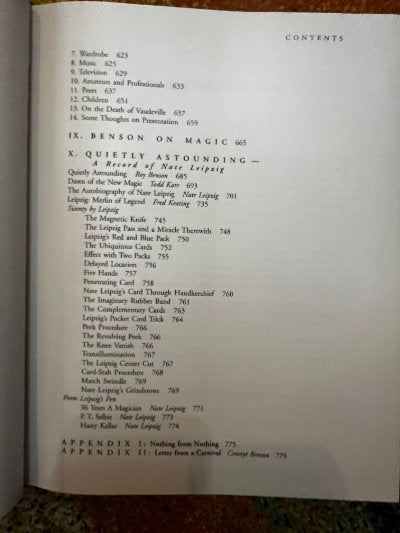 CONTENTS
7. Wardrobe 623
8. Music 625
9. Television 629
10. Amateurs and Professionals 633
11. Peers 637
12. Children 651
13. On the Death of Vaudeville 657
14. Some Thoughts on Presentation 659
IX. BENSON ON MAGIC 665
X. QUIETLY ASTOUNDING—
A Record of Nate Leipzig
Quietly Astounding Roy Benson 685
Dawn of the New Magic Todd Karr 693
The Autobiography of Nate Leipzig Nate Leipzig 701
Leipzig: Merlin of Legend Fred Keating 735
Twenty by Leipzig
The Magnetic Knife 745
The Leipzig Pass and a Miracle Therewith 748
Leipzig's Red and Blue Pack 750
The Ubiquitous Cards 752
Effect with Two Packs 755
Delayed Location 756
Five Hands 757
Penetrating Card 758
Nate Leipzig's Card Through Handkerchief 760
The Imaginary Rubber Band 761
The Complementary Cards 763
Leipzig's Pocket Card Trick 764
Peek Procedure 766
The Revolving Peek 766
The Knee Vanish 766
Transillumination 767
The Leipzig Center Cut 767
Card-Stab Procedure 768
Match Swindle 769
Nate Leipzig's Grindstone 769
From Leipzig's Pen
36 Years A Magician Nate Leipzig 771
P. T. Selbit Nate Leipzig 773
Harry Kellar Nate Leipzig 774
APPENDIX I: Nothing from Nothing 775
APPENDIX II: Letter from a Carnival George Benson 779